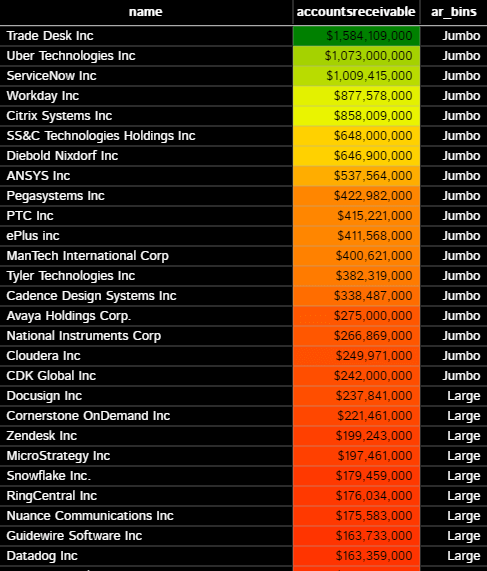 name accountsreceivable ar_bins
Trade Desk Inc $1,584,109,000 Jumbo
Uber Technologies Inc $1,073,000,000 Jumbo
ServiceNow Inc $1,009,415,000 Jumbo
Workday Inc $877,578,000 Jumbo
Citrix Systems Inc $858,009,000 Jumbo
SS&C Technologies Holdings Inc $648,000,000 Jumbo
Diebold Nixdorf Inc $646,900,000 Jumbo
ANSYS Inc $537,564,000 Jumbo
Pegasystems Inc $422,982,000 Jumbo
PTC Inc $415,221,000 Jumbo
ePlus inc $411,568,000 Jumbo
ManTech International Corp $400,621,000 Jumbo
Tyler Technologies Inc $382,319,000 Jumbo
Cadence Design Systems Inc $338,487,000 Jumbo
Avaya Holdings Corp. $275,000,000 Jumbo
National Instruments Corp $266,869,000 Jumbo
Cloudera Inc $249,971,000 Jumbo
CDK Global Inc $242,000,000 Jumbo
Docusign Inc $237,841,000 Large
Cornerstone OnDemand Inc $221,461,000 Large
Zendesk Inc $199,243,000 Large
MicroStrategy Inc $197,461,000 Large
Snowflake Inc. $179,459,000 Large
RingCentral Inc $176,034,000 Large
Nuance Communications Inc $175,583,000 Large
Guidewire Software Inc $163,733,000 Large
Datadog Inc $163,359,000 Large